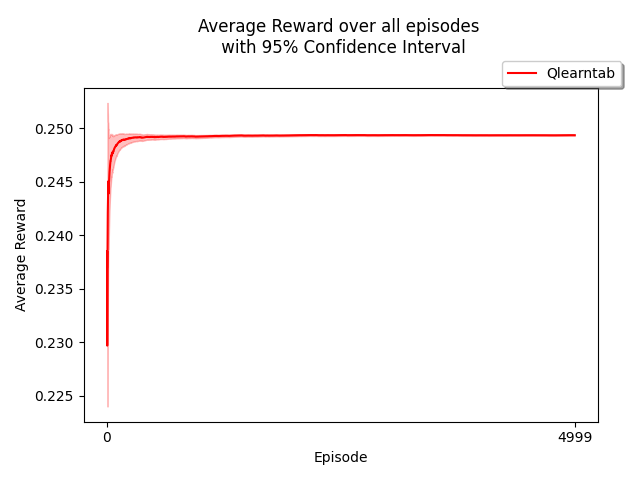 Average Reward over all episodes
with 95% Confidence Interval
Qlearntab
0.250
0.245
0.240
0.235
0.230
0.225
Average Reward
0
4999
Episode